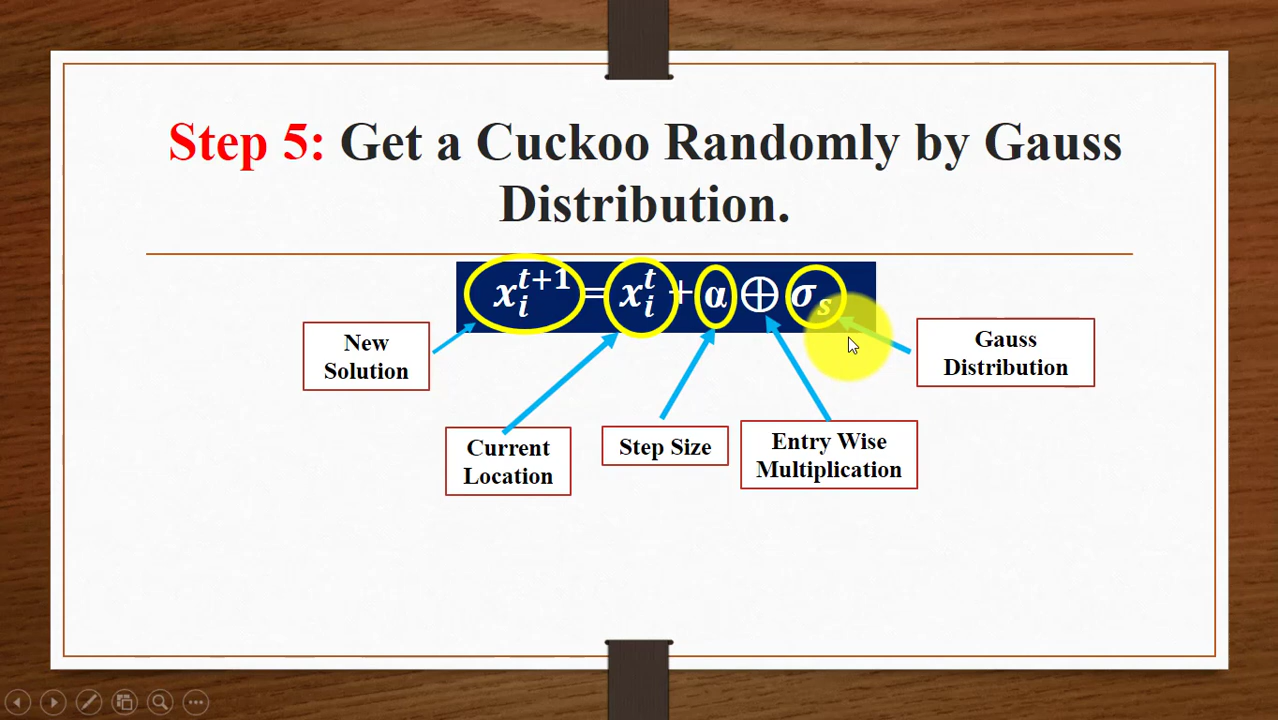 Step 5: Get a Cuckoo Randomly by Gauss
Distribution.
x_i^{t+1} = x_i^t + α ⊕ σ_s
New
Solution
Current
Location
Step Size
Entry Wise
Multiplication
Gauss
Distribution